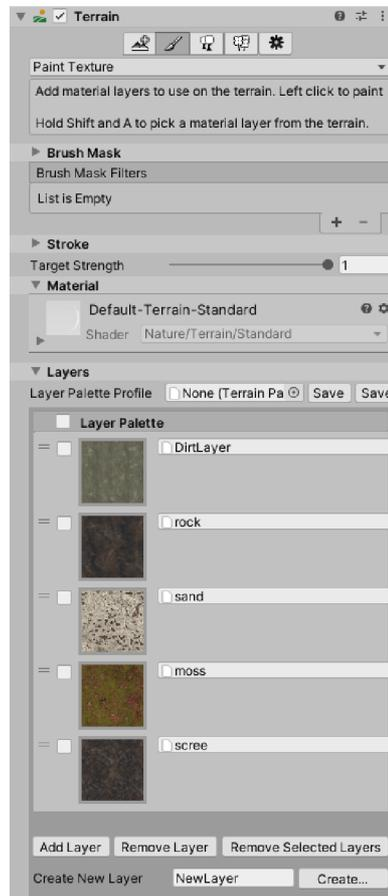 Terrain
Paint Texture
Add material layers to use on the terrain. Left click to paint
Hold Shift and A to pick a material layer from the terrain.
Brush Mask
Brush Mask Filters
List is Empty
+ −
Stroke
Target Strength 1
Material
Default-Terrain-Standard
Shader Nature/Terrain/Standard
Layers
Layer Palette Profile None (Terrain Pa Save Save
Layer Palette
DirtLayer
rock
sand
moss
scree
Add Layer Remove Layer Remove Selected Layers
Create New Layer NewLayer Create...